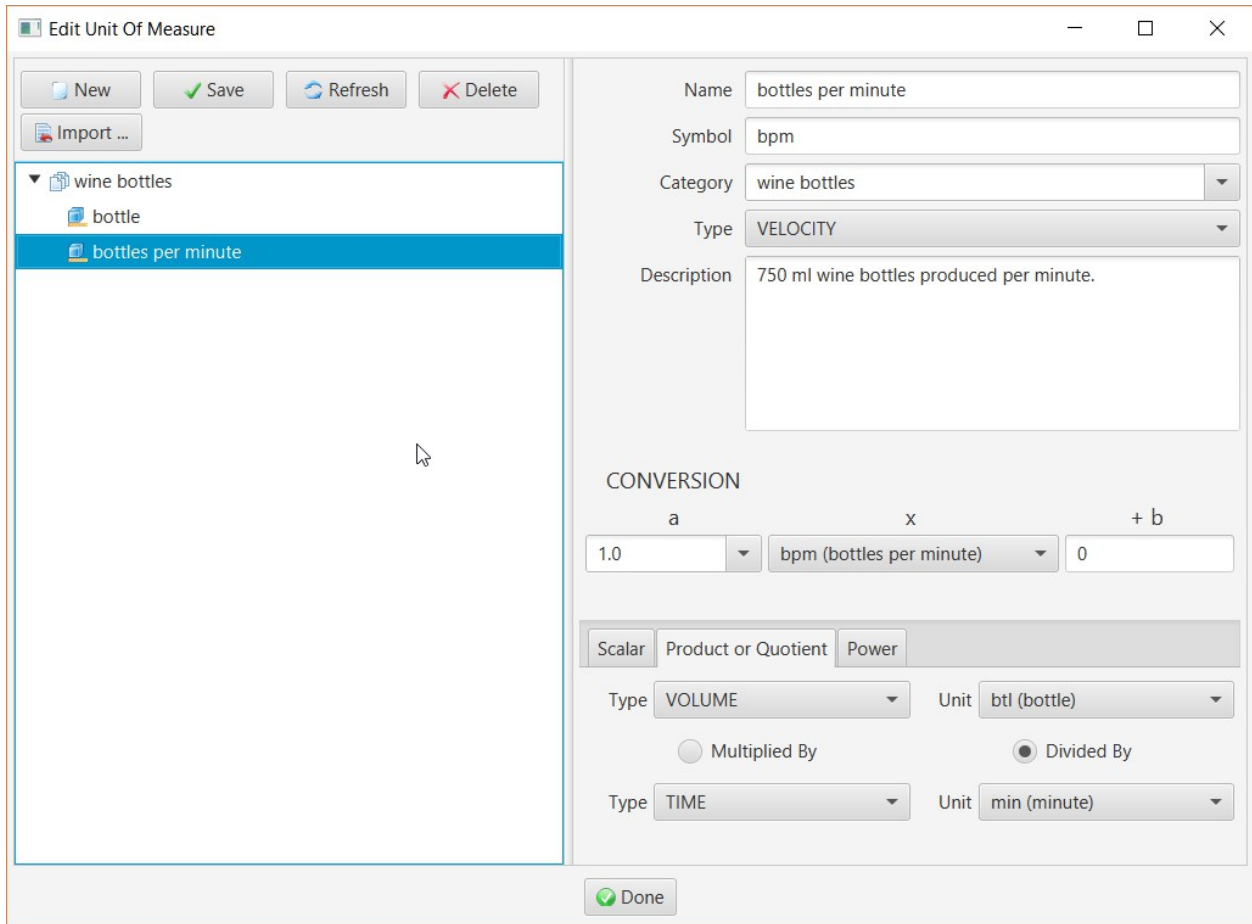 Edit Unit Of Measure
New Save Refresh Delete
Import ...
wine bottles
bottle
bottles per minute
Name bottles per minute
Symbol bpm
Category wine bottles
Type VELOCITY
Description 750 ml wine bottles produced per minute.
CONVERSION
a x + b
1.0 bpm (bottles per minute) 0
Scalar Product or Quotient Power
Type VOLUME Unit btl (bottle)
Multiplied By Divided By
Type TIME Unit min (minute)
Done